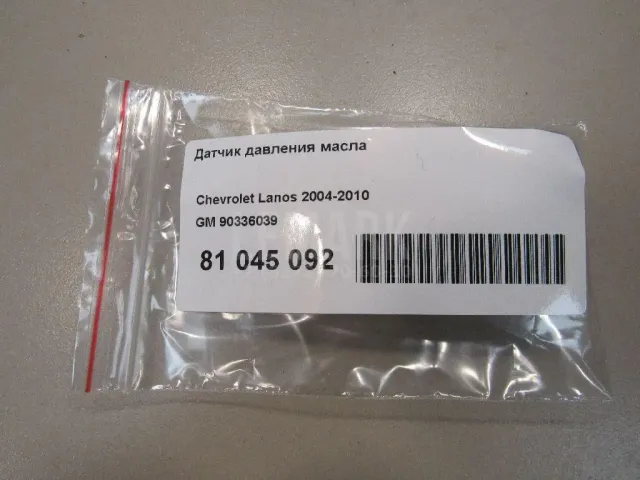 Датчик давления масла
Chevrolet Lanos 2004-2010
GM 90336039
81 045 092